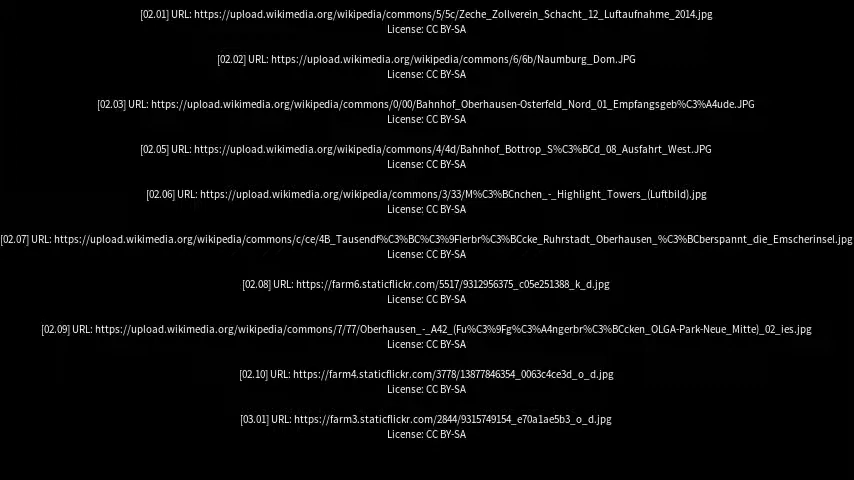 [02.01] URL: https://upload.wikimedia.org/wikipedia/commons/5/5c/Zeche_Zollverein_Schacht_12_Luftaufnahme_2014.jpg
License: CC BY-SA
[02.02] URL: https://upload.wikimedia.org/wikipedia/commons/6/6b/Naumburg_Dom.JPG
License: CC BY-SA
[02.03] URL: https://upload.wikimedia.org/wikipedia/commons/0/00/Bahnhof_Oberhausen-Osterfeld_Nord_01_Empfangsgeb%C3%A4ude.JPG
License: CC BY-SA
[02.05] URL: https://upload.wikimedia.org/wikipedia/commons/4/4d/Bahnhof_Bottrop_S%C3%BCd_08_Ausfahrt_West.JPG
License: CC BY-SA
[02.06] URL: https://upload.wikimedia.org/wikipedia/commons/3/33/M%C3%BCnchen_-_Highlight_Towers_(Luftbild).jpg
License: CC BY-SA
[02.07] URL: https://upload.wikimedia.org/wikipedia/commons/c/ce/4B_Tausendf%C3%BC%C3%9Flerbr%C3%BCcke_Ruhrstadt_Oberhausen_%C3%BCberspannt_die_Emscherinsel.jpg
License: CC BY-SA
[02.08] URL: https://farm6.staticflickr.com/5517/9312956375_c05e251388_k_d.jpg
License: CC BY-SA
[02.09] URL: https://upload.wikimedia.org/wikipedia/commons/7/77/Oberhausen_-_A42_(Fu%C3%9Fg%C3%A4ngerbr%C3%BCcken_OLGA-Park-Neue_Mitte)_02_ies.jpg
License: CC BY-SA
[02.10] URL: https://farm4.staticflickr.com/3778/13877846354_0063c4ce3d_o_d.jpg
License: CC BY-SA
[03.01] URL: https://farm3.staticflickr.com/2844/9315749154_e70a1ae5b3_o_d.jpg
License: CC BY-SA